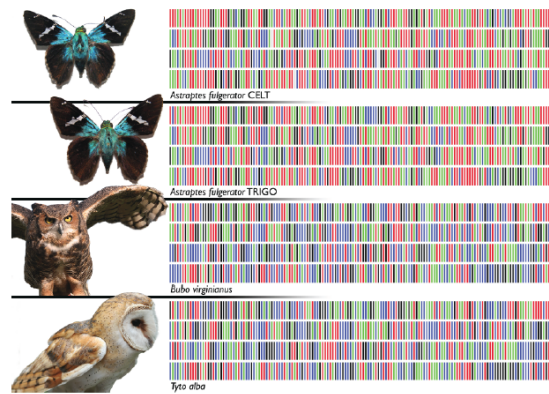 Astraptes fulgerator CELT
Astraptes fulgerator TRIGO
Bubo virginianus
Tyto alba